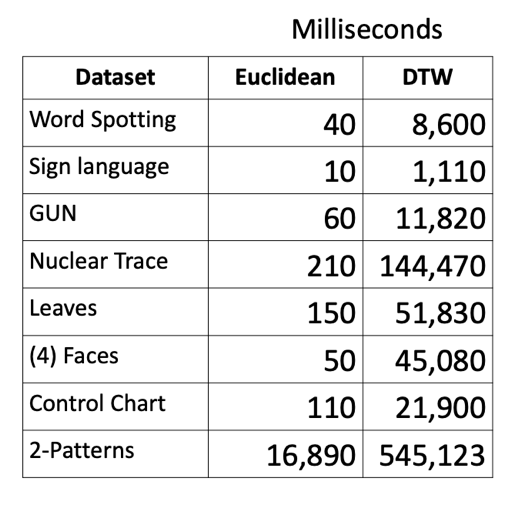 Milliseconds
Dataset Euclidean DTW
Word Spotting 40 8,600
Sign language 10 1,110
GUN 60 11,820
Nuclear Trace 210 144,470
Leaves 150 51,830
(4) Faces 50 45,080
Control Chart 110 21,900
2-Patterns 16,890 545,123